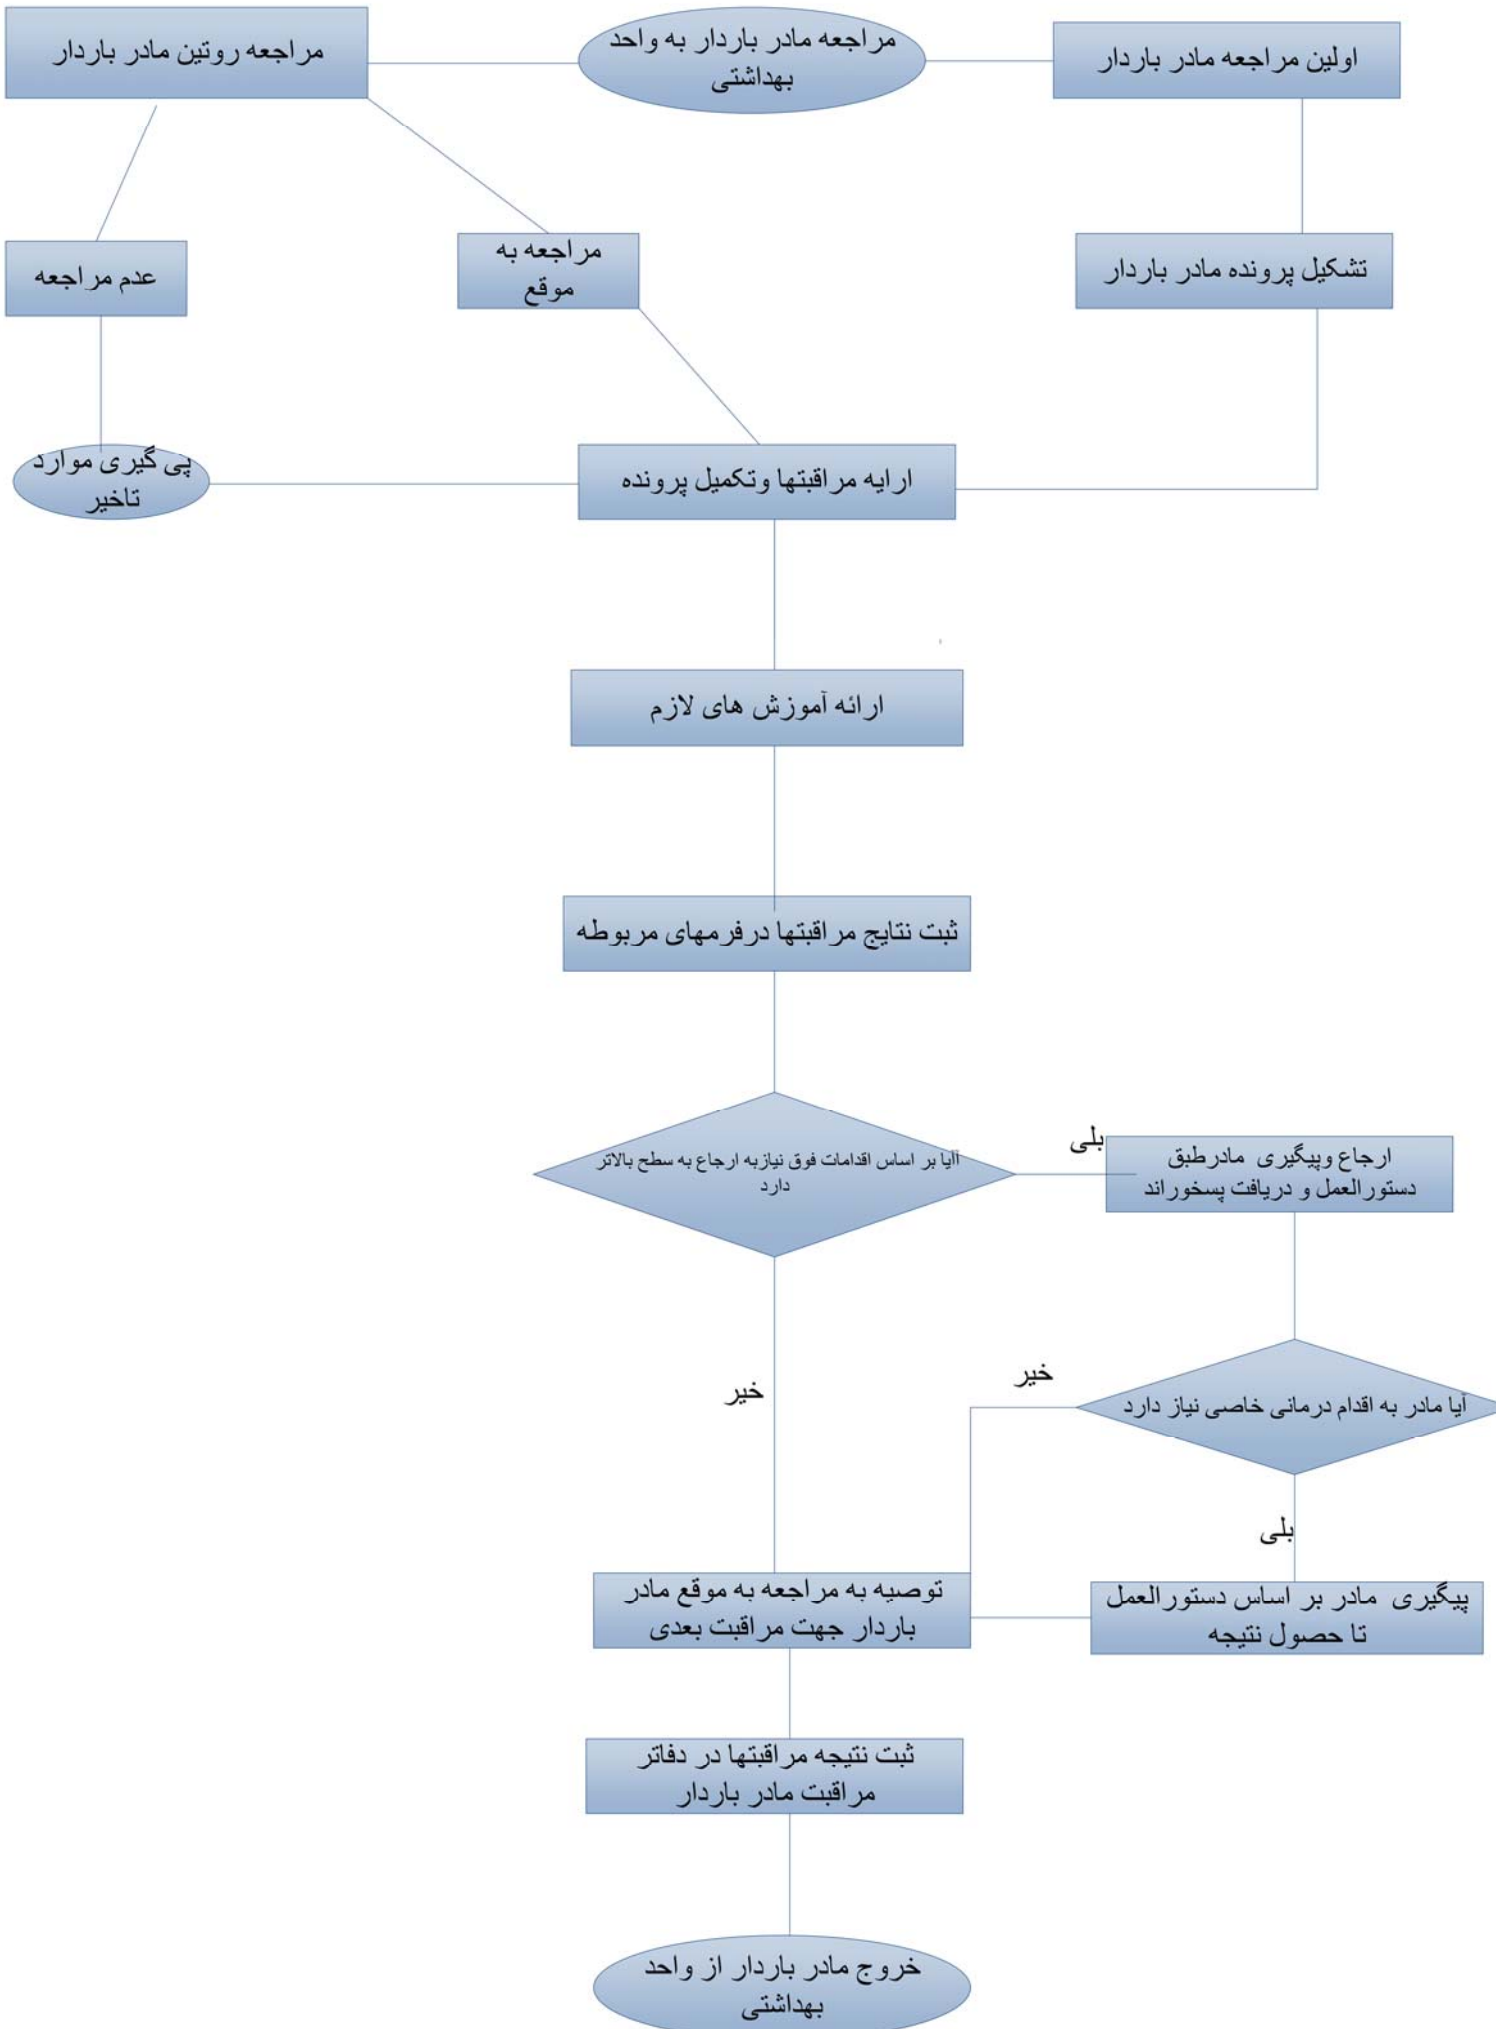 اولین مراجعه مادر باردار
مراجعه مادر باردار به واحد
بهداشتی
مراجعه روتین مادر باردار
تشکیل پرونده مادر باردار
مراجعه به
موقع
عدم مراجعه
ارایه مراقبتها وتکمیل پرونده
پی گیری موارد
تاخیر
ارائه آموزش های لازم
ثبت نتایج مراقبتها درفرمهای مربوطه
آایا بر اساس اقدامات فوق نیازبه ارجاع به سطح بالاتر
دارد
بلی
ارجاع وپیگیری مادرطبق
دستورالعمل و دریافت پسخوراند
خیر
خیر
آیا مادر به اقدام درمانی خاصی نیاز دارد
بلی
پیگیری مادر بر اساس دستورالعمل
تا حصول نتیجه
توصیه به مراجعه به موقع مادر
باردار جهت مراقبت بعدی
ثبت نتیجه مراقبتها در دفاتر
مراقبت مادر باردار
خروج مادر باردار از واحد
بهداشتی